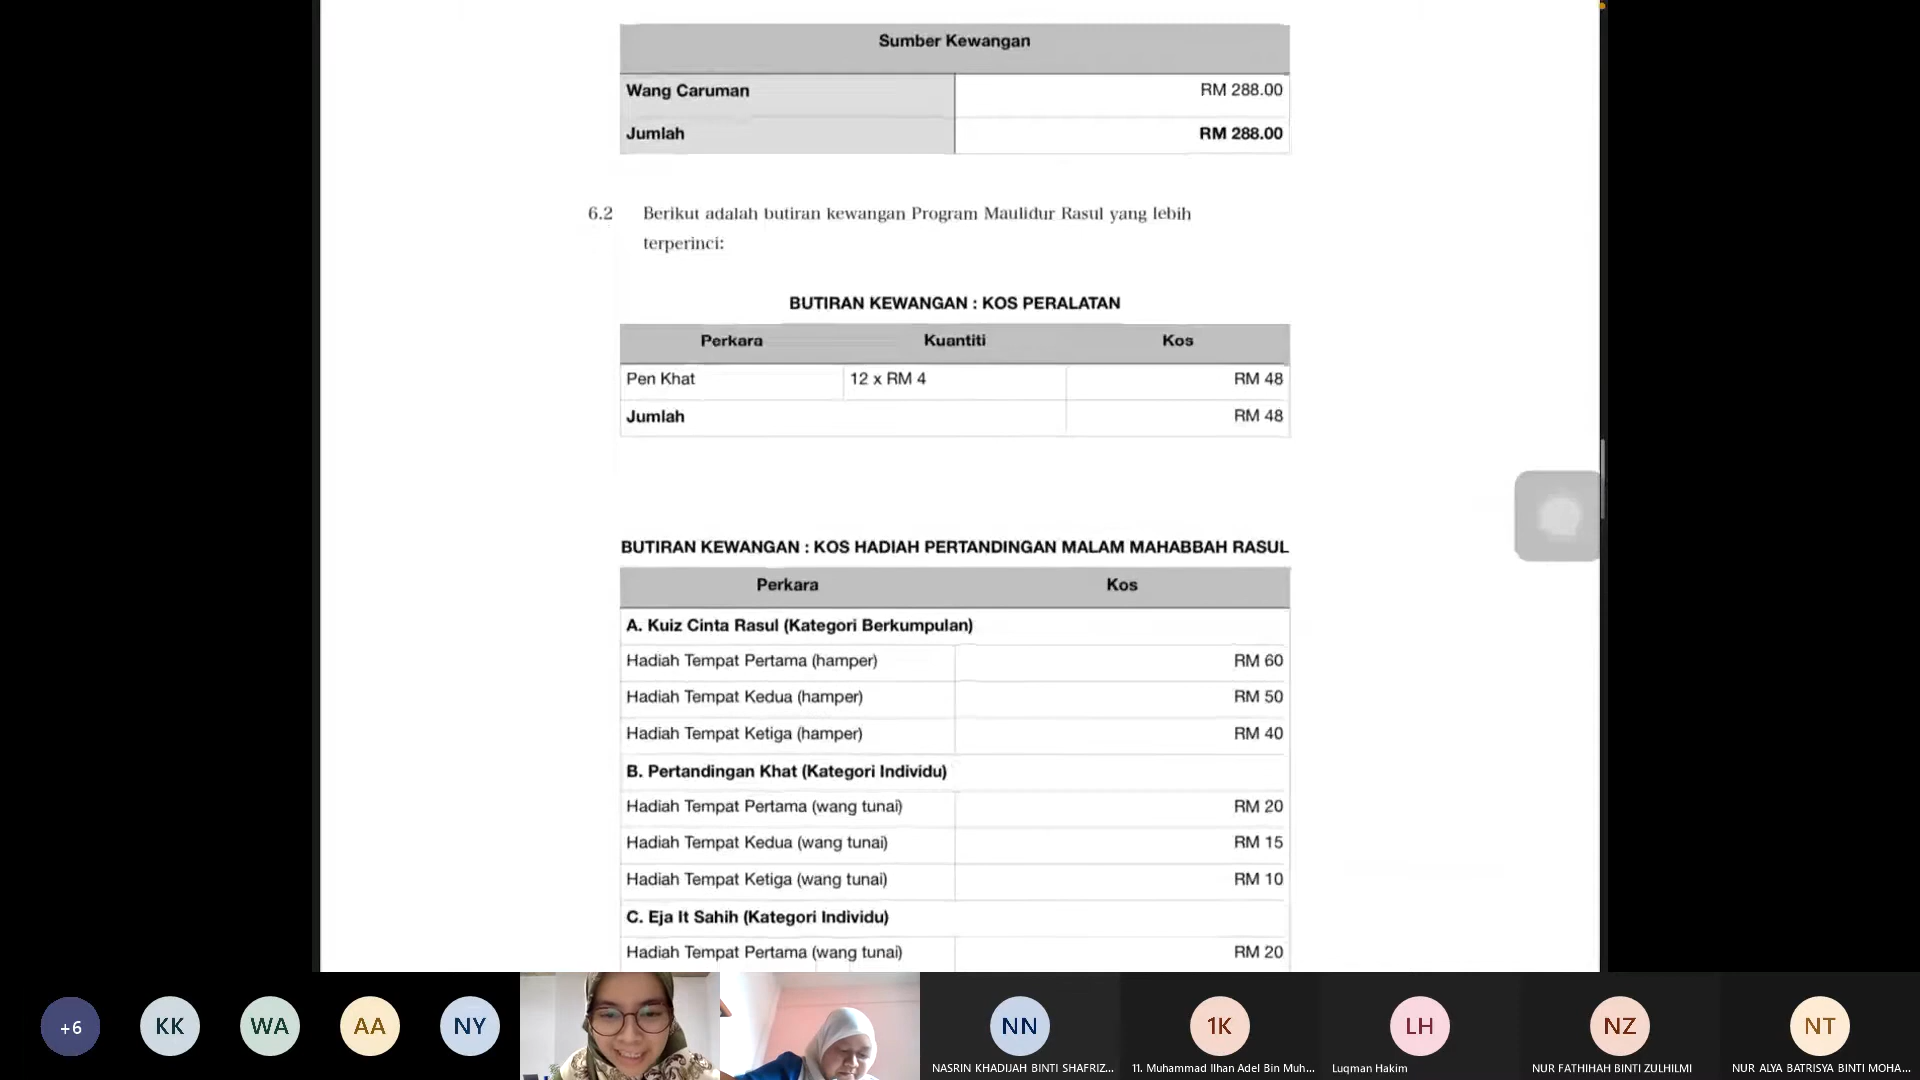 Sumber Kewangan
Wang Caruman RM 288.00
Jumlah RM 288.00
6.2 Berikut adalah butiran kewangan Program Maulidur Rasul yang lebih
terperinci:
BUTIRAN KEWANGAN : KOS PERALATAN
Perkara Kuantiti Kos
Pen Khat 12 x RM 4 RM 48
Jumlah RM 48
BUTIRAN KEWANGAN : KOS HADIAH PERTANDINGAN MALAM MAHABBAH RASUL
Perkara Kos
A. Kuiz Cinta Rasul (Kategori Berkumpulan)
Hadiah Tempat Pertama (hamper) RM 60
Hadiah Tempat Kedua (hamper) RM 50
Hadiah Tempat Ketiga (hamper) RM 40
B. Pertandingan Khat (Kategori Individu)
Hadiah Tempat Pertama (wang tunai) RM 20
Hadiah Tempat Kedua (wang tunai) RM 15
Hadiah Tempat Ketiga (wang tunai) RM 10
C. Eja It Sahih (Kategori Individu)
Hadiah Tempat Pertama (wang tunai) RM 20
+6 KK WA AA NY NN 1K LH NZ NT
NASRIN KHADIJAH BINTI SHAFRIZ... 11. Muhammad Ilhan Adel Bin Muh... Luqman Hakim NUR FATHIHAH BINTI ZULHILMI NUR ALYA BATRISYA BINTI MOHA...